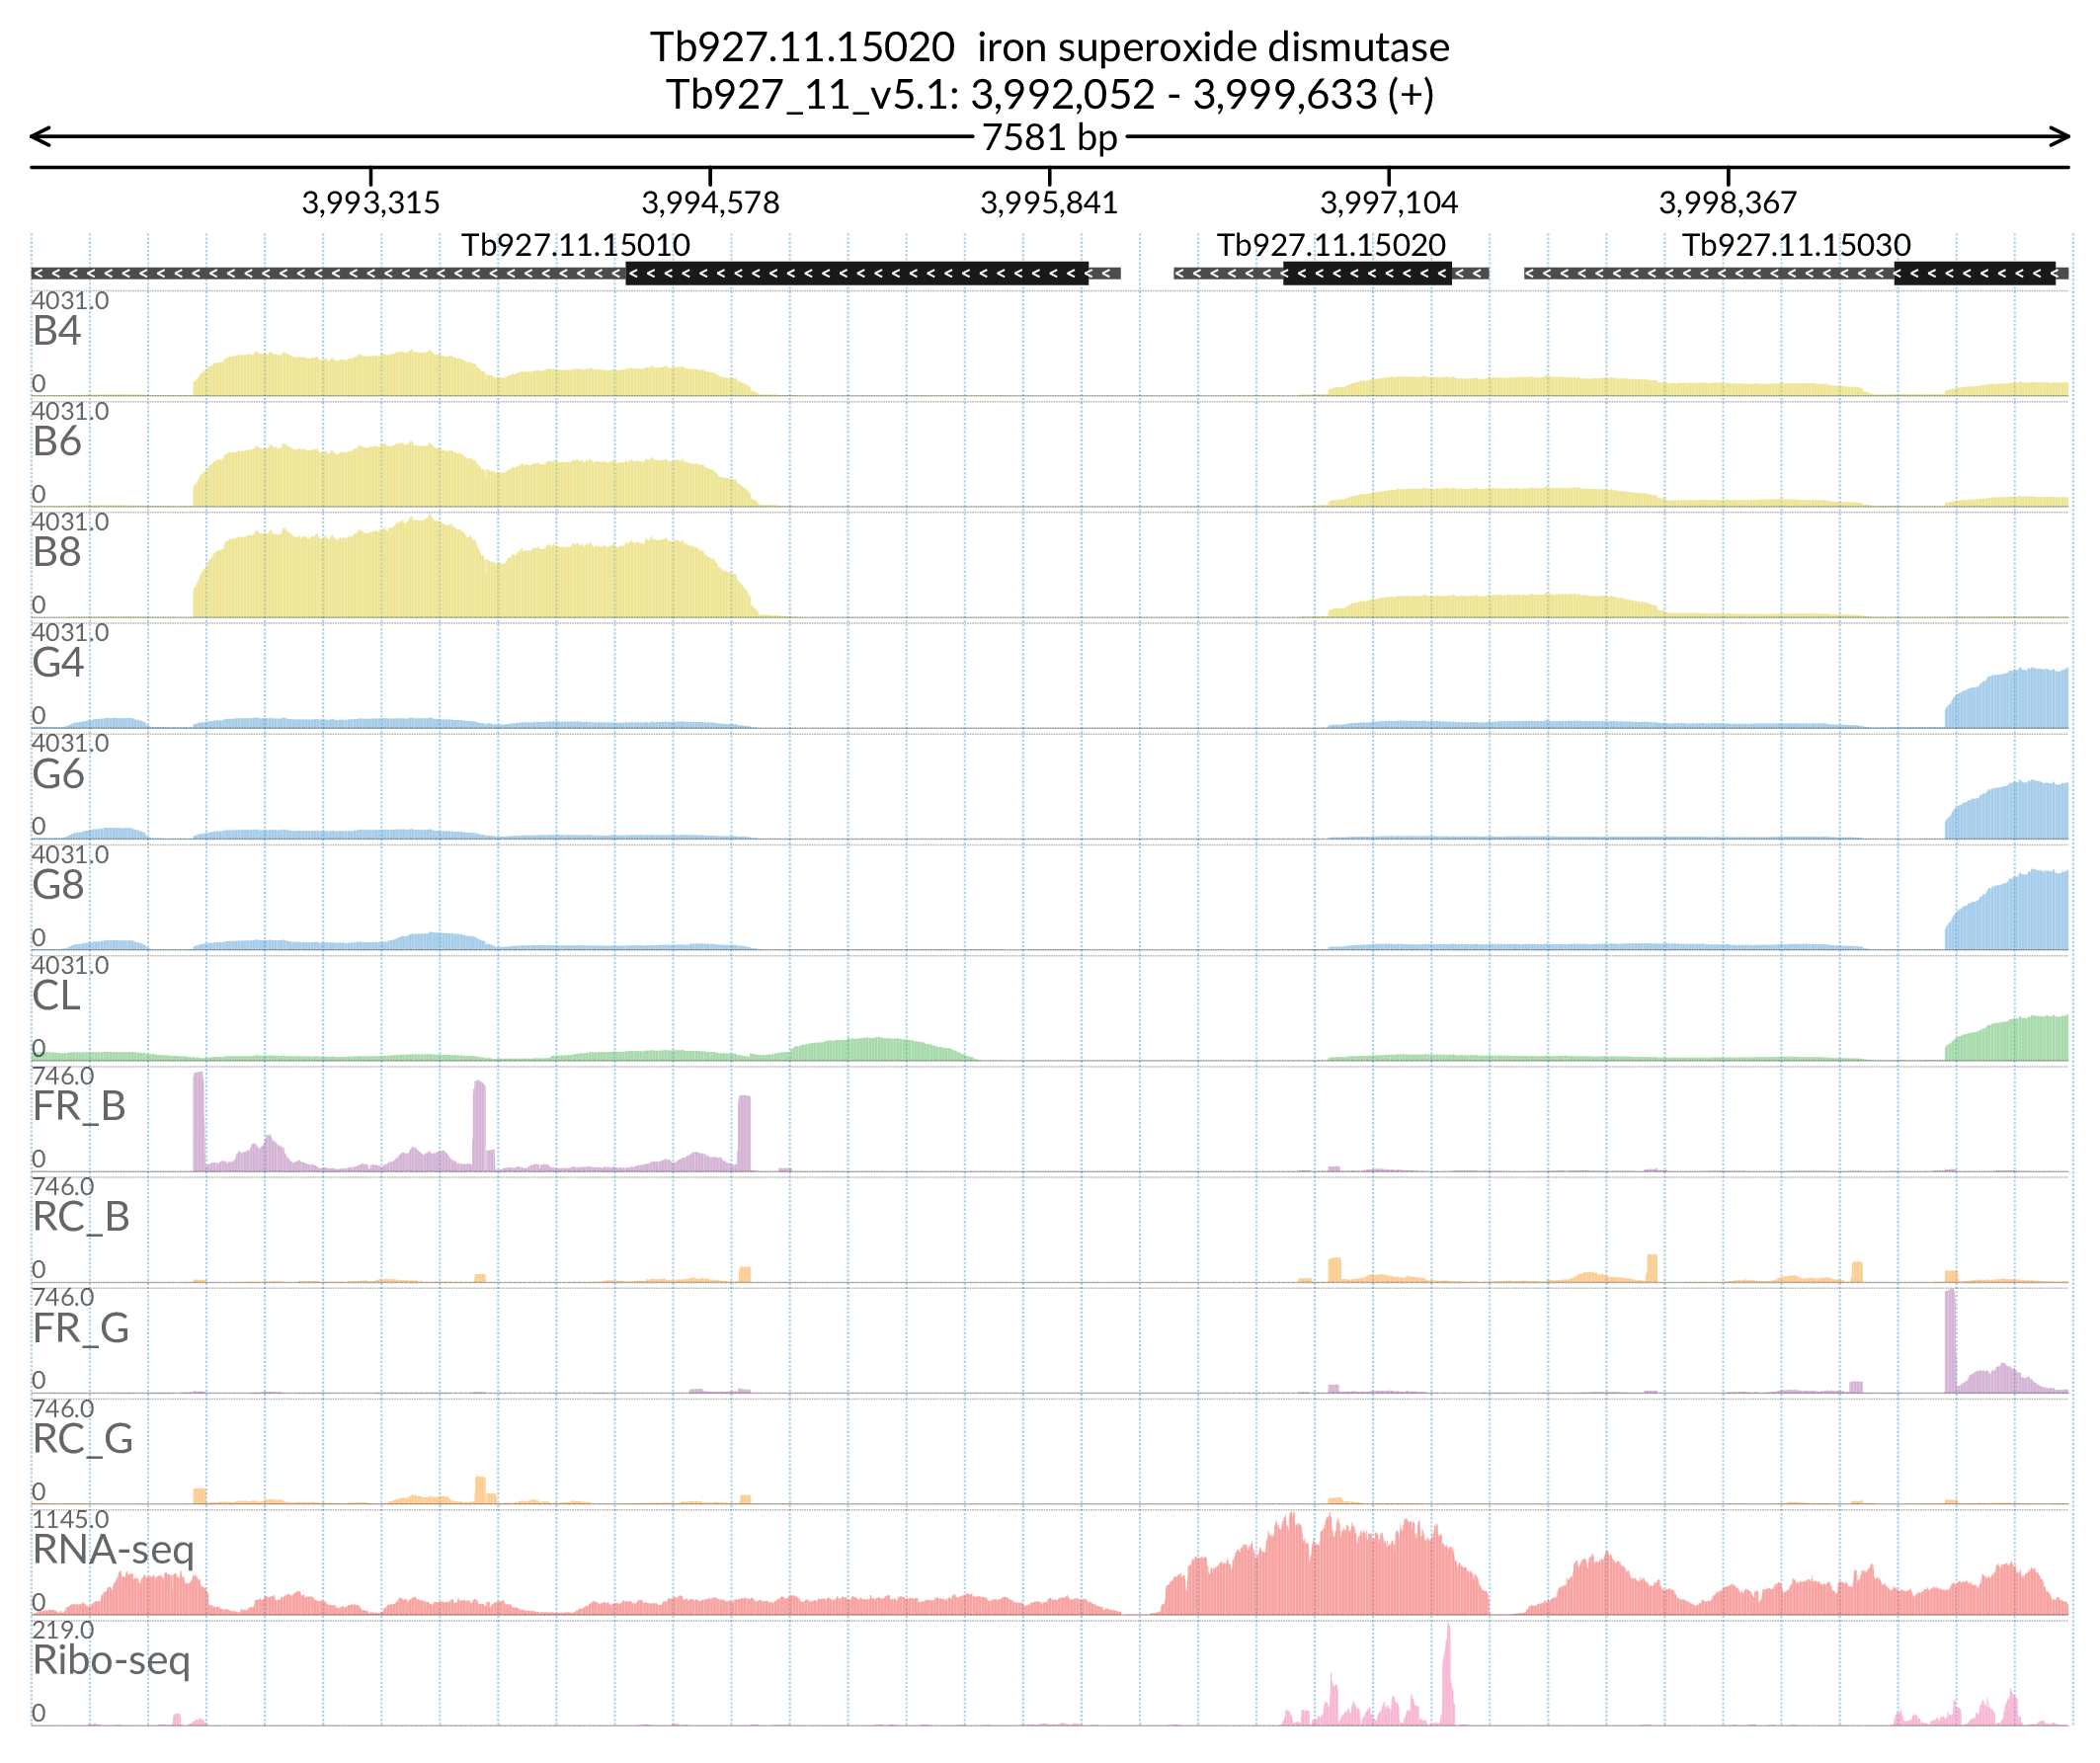 Tb927.11.15020 iron superoxide dismutase
Tb927_11_v5.1: 3,992,052 - 3,999,633 (+)
7581 bp
3,993,315 3,994,578 3,995,841 3,997,104 3,998,367
Tb927.11.15010 Tb927.11.15020 Tb927.11.15030
4031.0
B4
0
4031.0
B6
0
4031.0
B8
0
4031.0
G4
0
4031.0
G6
0
4031.0
G8
0
4031.0
CL
0
746.0
FR_B
0
746.0
RC_B
0
746.0
FR_G
0
746.0
RC_G
0
1145.0
RNA-seq
0
219.0
Ribo-seq
0